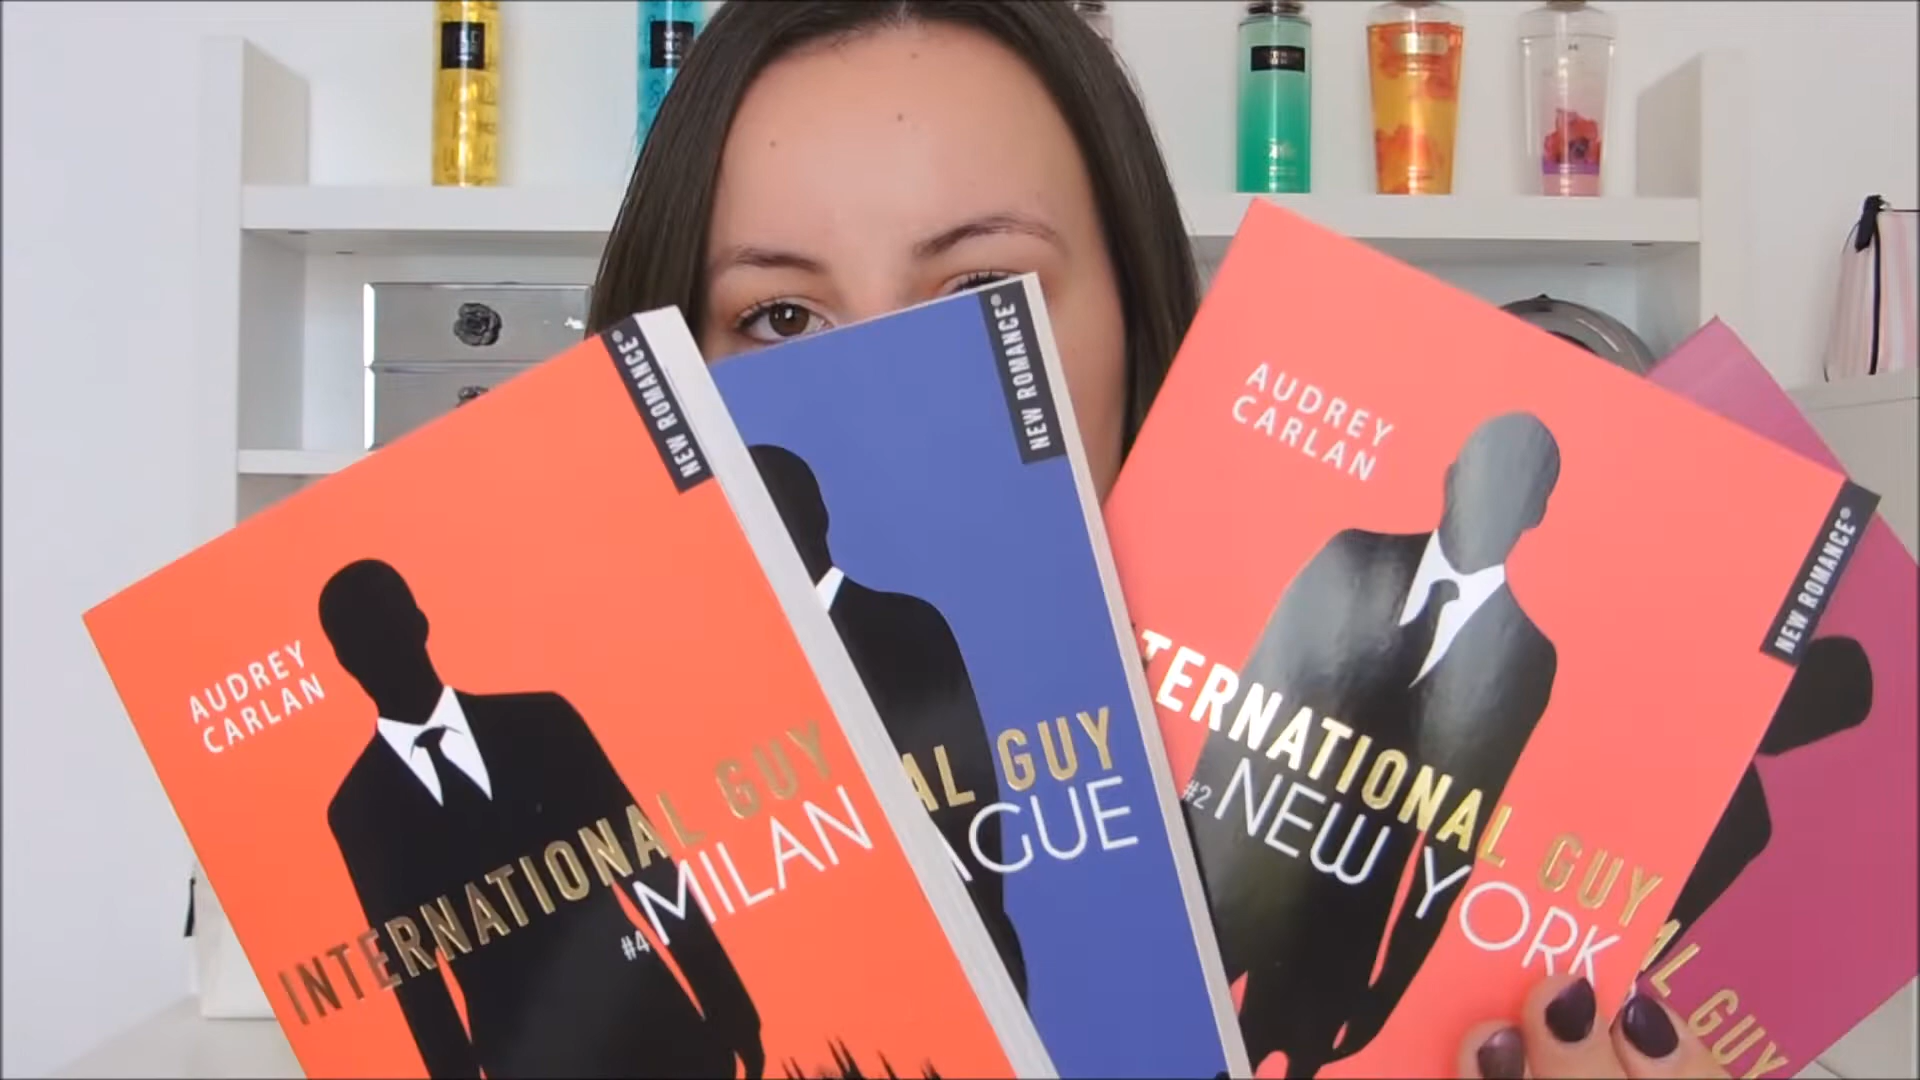 NEW ROMANCE®
AUDREY
CARLAN
INTERNATIONAL GUY
#4 MILAN
NEW ROMANCE®
AL GUY
AGUE
AUDREY
CARLAN
NEW ROMANCE®
TERNATIONAL GUY
#2 NEW YORK
AL GUY